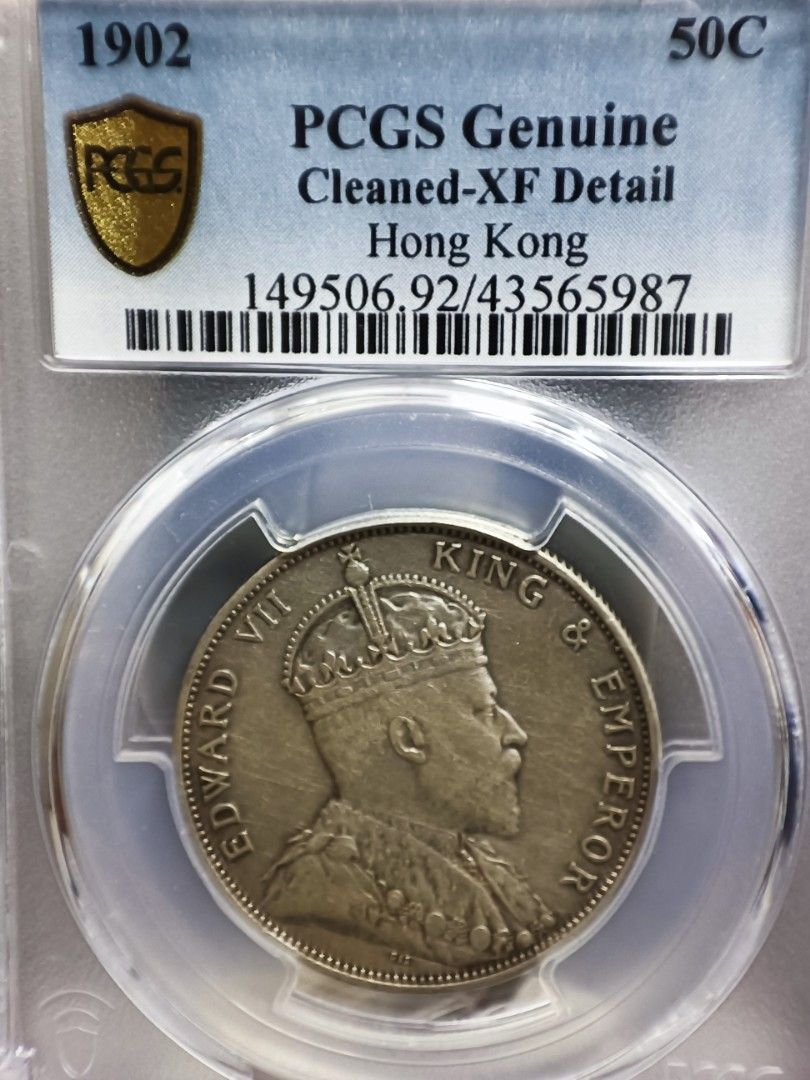 1902 50C
PCGS
PCGS Genuine
Cleaned-XF Detail
Hong Kong
149506.92/43565987
EDWARD VII KING & EMPEROR